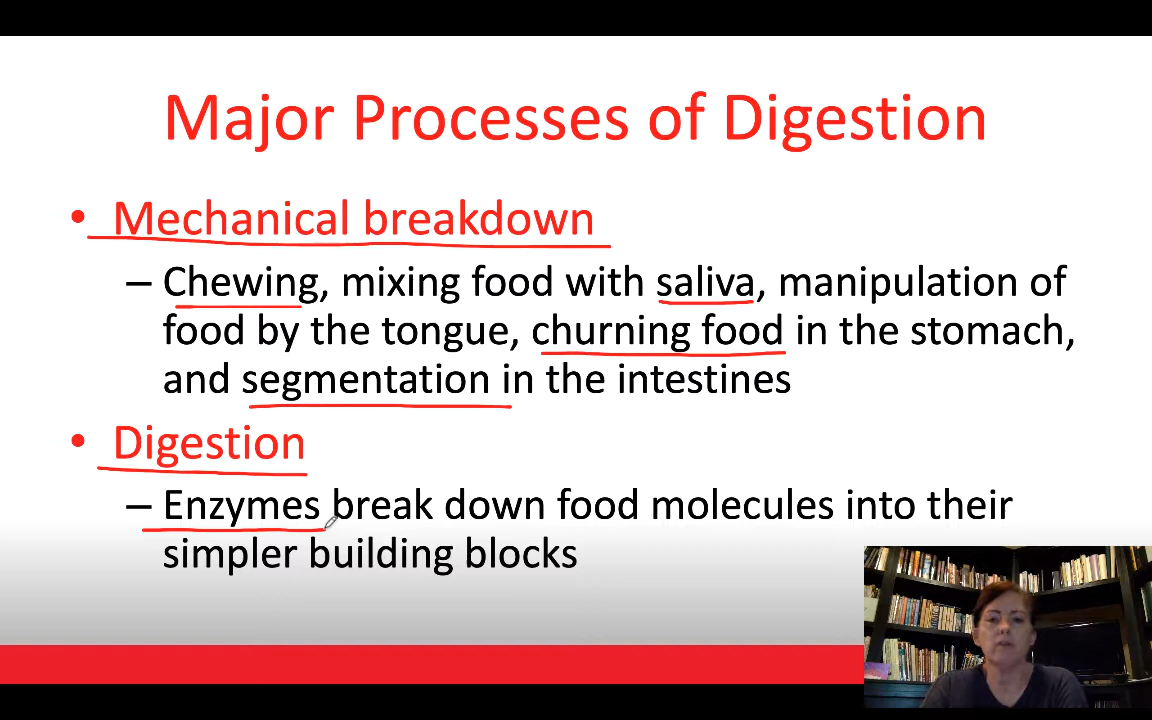 Major Processes of Digestion
• Mechanical breakdown
– Chewing, mixing food with saliva, manipulation of
food by the tongue, churning food in the stomach,
and segmentation in the intestines
• Digestion
– Enzymes break down food molecules into their
simpler building blocks